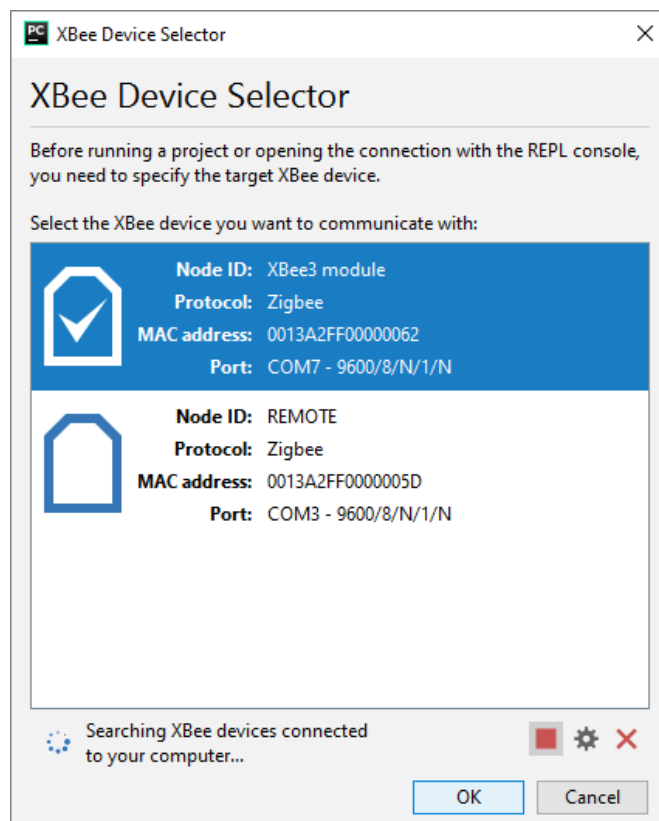 PC XBee Device Selector
XBee Device Selector
Before running a project or opening the connection with the REPL console,
you need to specify the target XBee device.
Select the XBee device you want to communicate with:
Node ID: XBee3 module
Protocol: Zigbee
MAC address: 0013A2FF00000062
Port: COM7 - 9600/8/N/1/N
Node ID: REMOTE
Protocol: Zigbee
MAC address: 0013A2FF0000005D
Port: COM3 - 9600/8/N/1/N
Searching XBee devices connected
to your computer...
OK Cancel